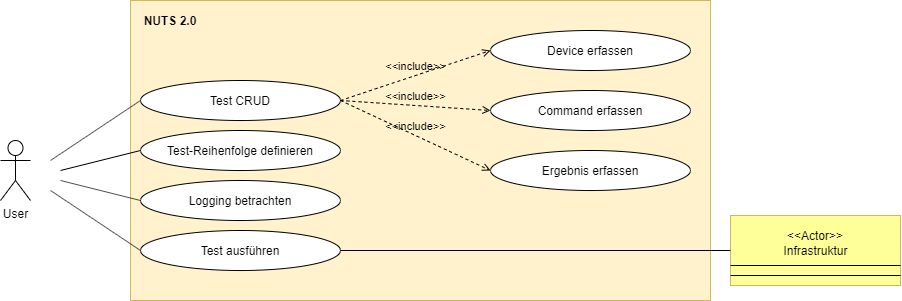 NUTS 2.0
Device erfassen
<<include>>
Test CRUD
<<include>>
Command erfassen
<<include>>
Test-Reihenfolge definieren
Ergebnis erfassen
Logging betrachten
User
Test ausführen
<<Actor>>
Infrastruktur